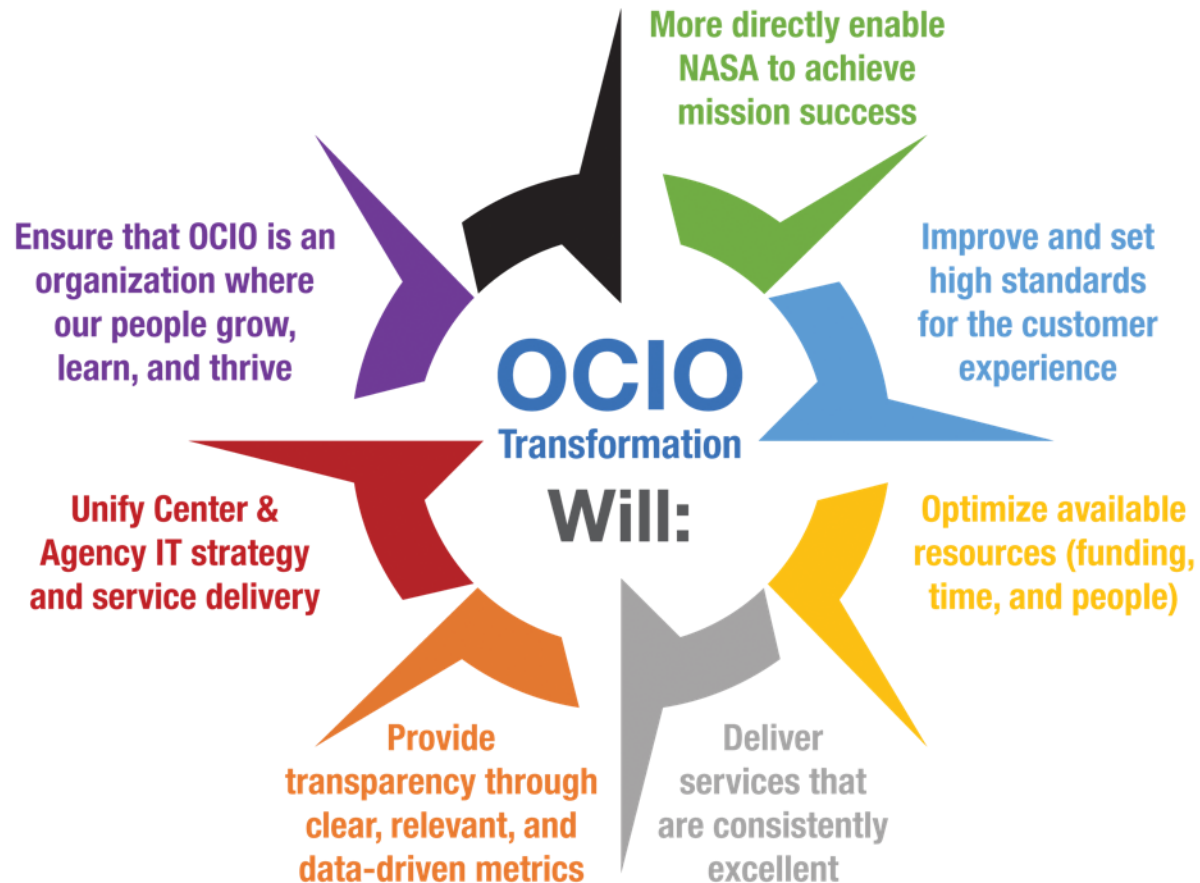 OCIO
Transformation
Will:
More directly enable
NASA to achieve
mission success
Improve and set
high standards
for the customer
experience
Optimize available
resources (funding,
time, and people)
Deliver
services that
are consistently
excellent
Provide
transparency through
clear, relevant, and
data-driven metrics
Unify Center &
Agency IT strategy
and service delivery
Ensure that OCIO is an
organization where
our people grow,
learn, and thrive